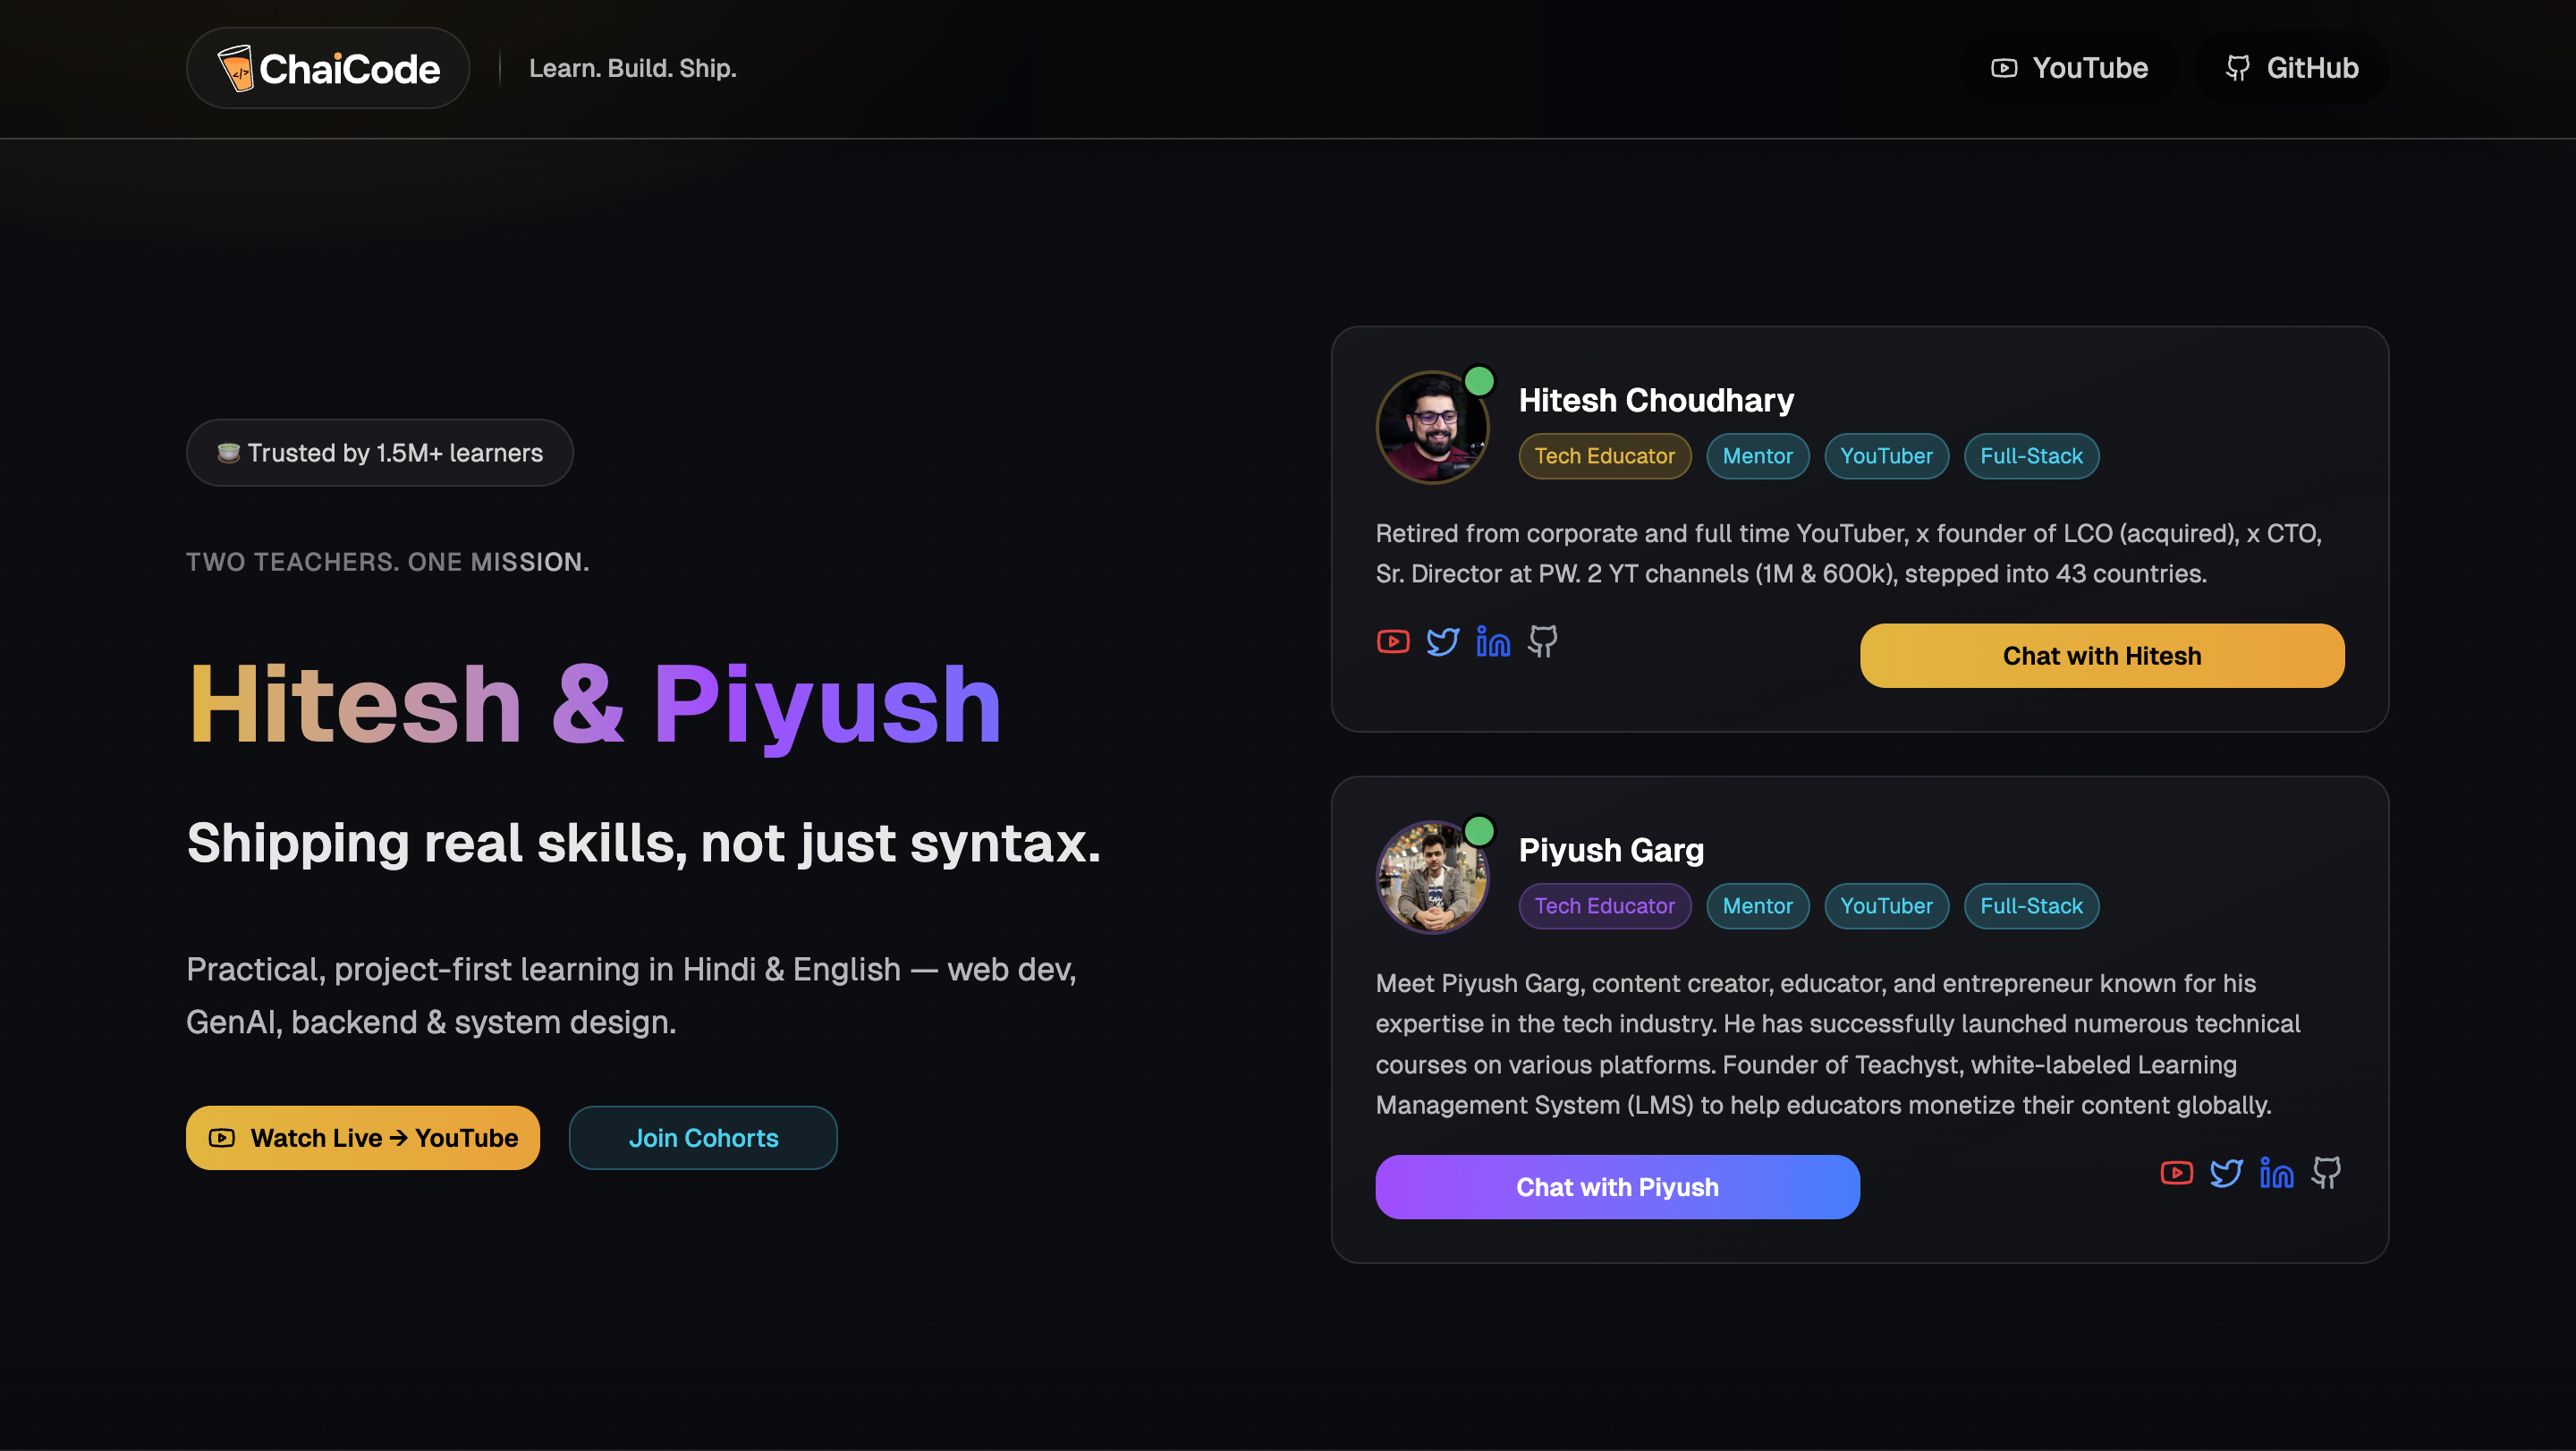 ChaiCode
Learn. Build. Ship.
YouTube
GitHub
Trusted by 1.5M+ learners
TWO TEACHERS. ONE MISSION.
Hitesh & Piyush
Shipping real skills, not just syntax.
Practical, project-first learning in Hindi & English — web dev,
GenAI, backend & system design.
Watch Live → YouTube
Join Cohorts
Hitesh Choudhary
Tech Educator
Mentor
YouTuber
Full-Stack
Retired from corporate and full time YouTuber, x founder of LCO (acquired), x CTO,
Sr. Director at PW. 2 YT channels (1M & 600k), stepped into 43 countries.
Chat with Hitesh
Piyush Garg
Tech Educator
Mentor
YouTuber
Full-Stack
Meet Piyush Garg, content creator, educator, and entrepreneur known for his
expertise in the tech industry. He has successfully launched numerous technical
courses on various platforms. Founder of Teachyst, white-labeled Learning
Management System (LMS) to help educators monetize their content globally.
Chat with Piyush